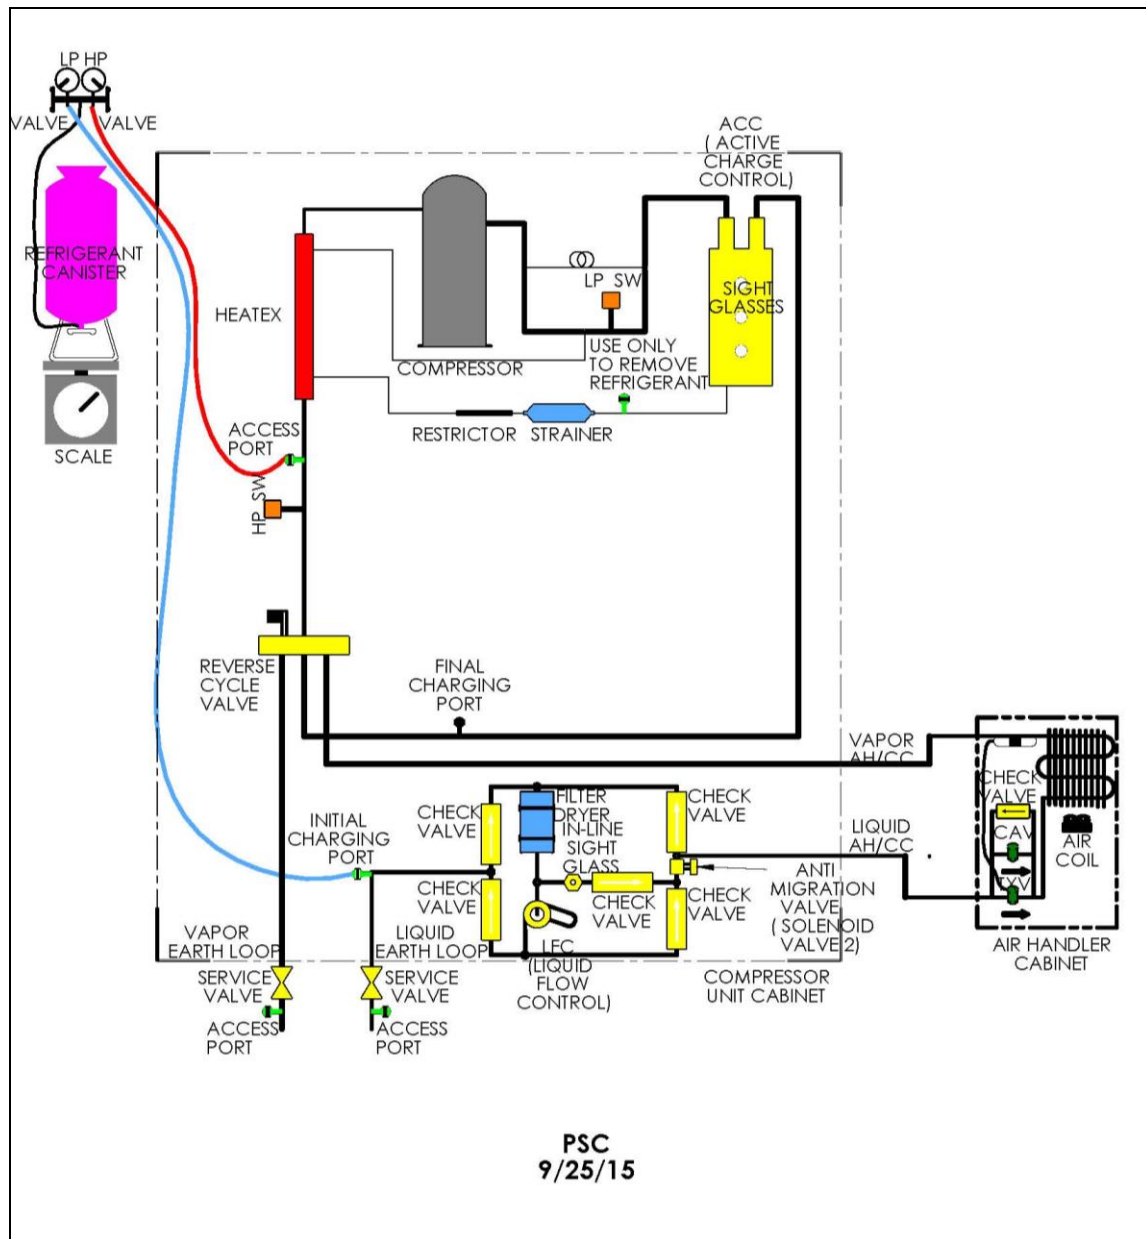 LP HP
VALVE
VALVE
REFRIGERANT
CANISTER
SCALE
ACC
( ACTIVE
CHARGE
CONTROL)
HEATEX
COMPRESSOR
LP SW
SIGHT
GLASSES
USE ONLY
TO REMOVE
REFRIGERANT
RESTRICTOR
STRAINER
ACCESS
PORT
HP SW
REVERSE
CYCLE
VALVE
FINAL
CHARGING
PORT
VAPOR
AH/CC
CHECK
VALVE
FILTER
DRYER
CHECK
VALVE
IN-LINE
SIGHT
GLASS
INITIAL
CHARGING
PORT
LIQUID
AH/CC
CHECK
VALVE
CAV
TXV
AIR
COIL
CHECK
VALVE
CHECK
VALVE
CHECK
VALVE
ANTI
MIGRATION
VALVE
( SOLENOID
VALVE 2)
VAPOR
EARTH LOOP
LIQUID
EARTH LOOP
LFC
(LIQUID
FLOW
CONTROL)
AIR HANDLER
CABINET
SERVICE
VALVE
SERVICE
VALVE
COMPRESSOR
UNIT CABINET
ACCESS
PORT
ACCESS
PORT
PSC
9/25/15